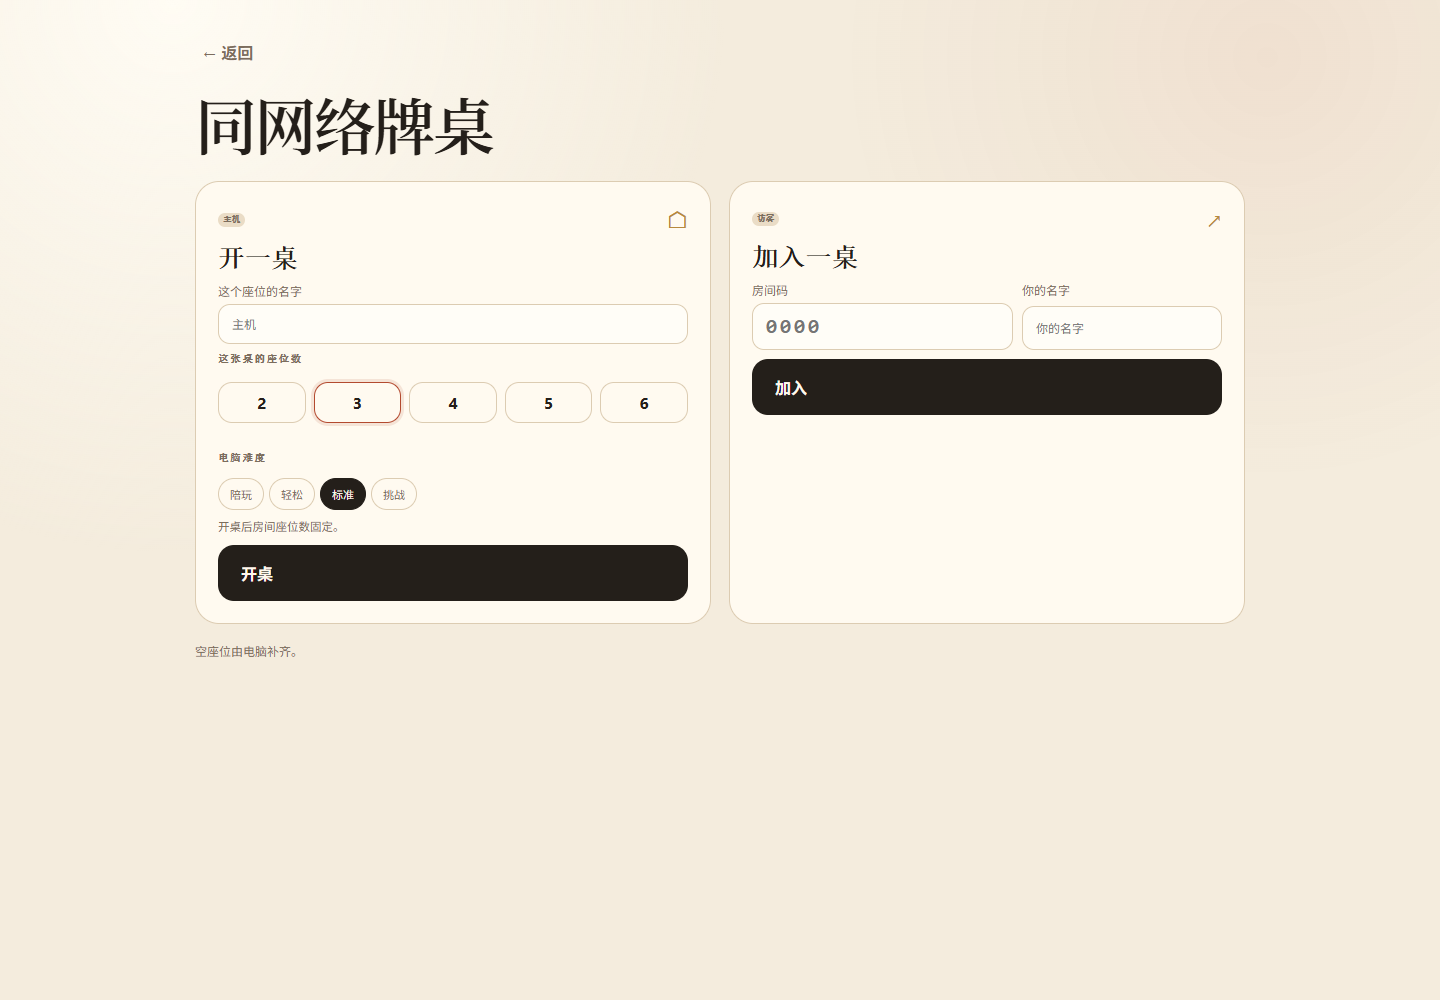 ← 返回
同网络牌桌
主机
开一桌
这个座位的名字
主机
这张桌的座位数
2 3 4 5 6
电脑难度
陪玩 轻松 标准 挑战
开桌后房间座位数固定。
开桌
访客
加入一桌
房间码 你的名字
0000 你的名字
加入
空座位由电脑补齐。